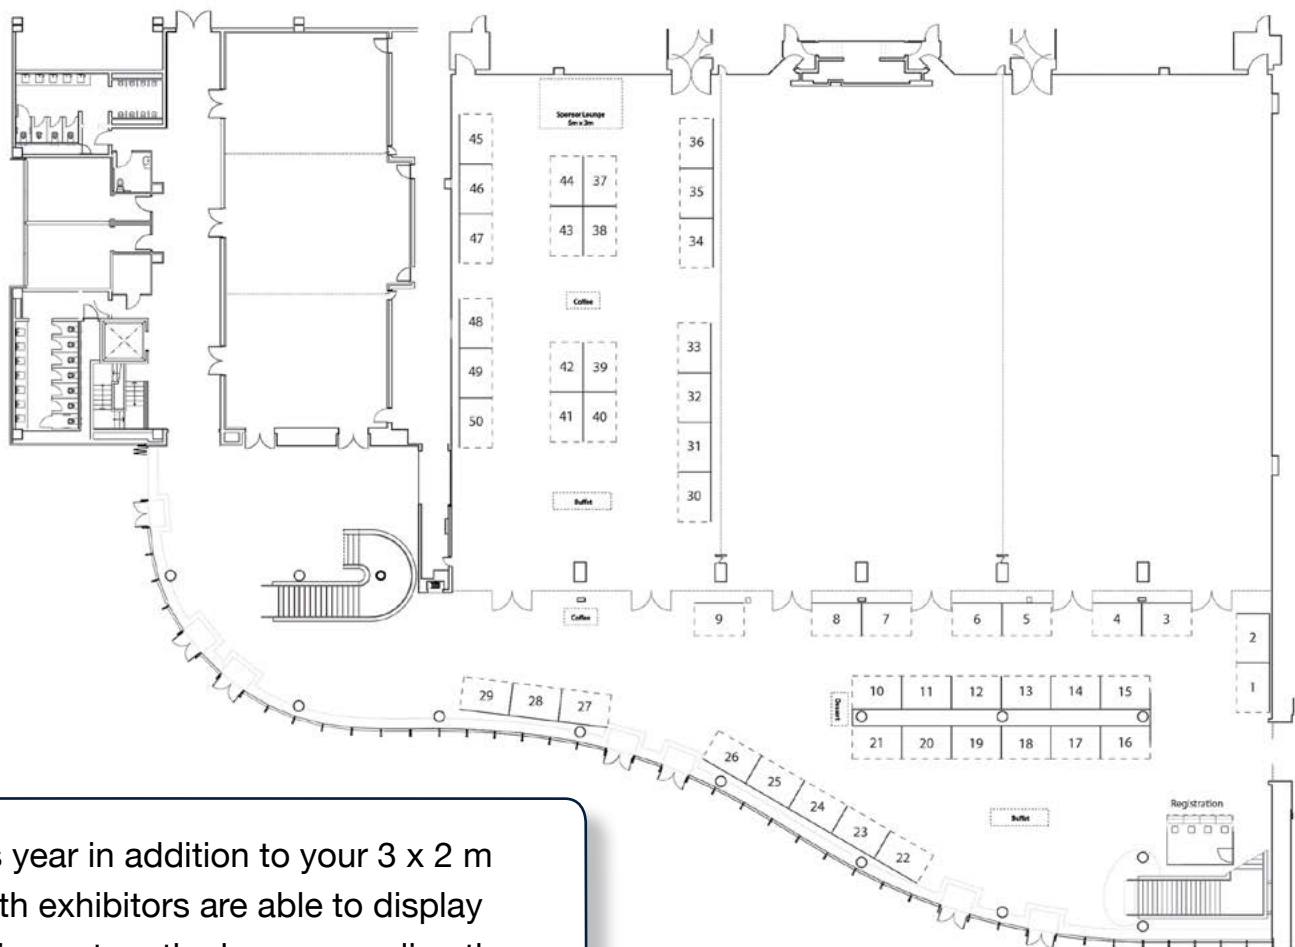 Sponsor Lounge
5m x 3m
45
36
44 37
46
35
43 38
47
34
Coffee
48
33
42 39
49
32
41 40
50
31
30
Buffet
Coffee
9
8 7
6 5
4 3
2
1
29 28 27
10 11 12 13 14 15
Dessert
21 20 19 18 17 16
26
25
24
23
22
Buffet
Registration
s year in addition to your 3 x 2 m
th exhibitors are able to display